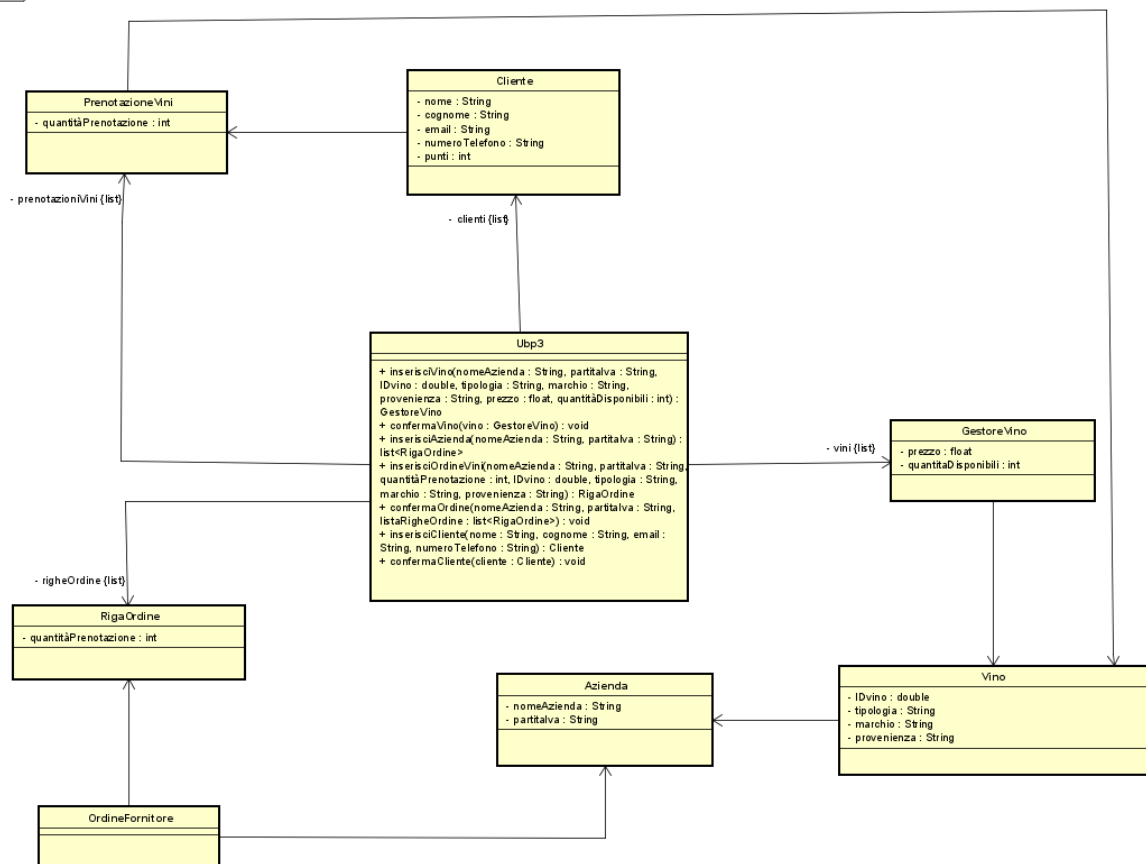 PrenotazioneVini
- quantitàPrenotazione : int
Cliente
- nome : String
- cognome : String
- email : String
- numeroTelefono : String
- punti : int
- prenotazioniVini {list}
- clienti {list}
Ubp3
+ inserisciVino(nomeAzienda : String, partitaIva : String,
IDvino : double, tipologia : String, marchio : String,
provenienza : String, prezzo : float, quantitàDisponibili : int) :
GestoreVino
+ confermaVino(vino : GestoreVino) : void
+ inserisciAzienda(nomeAzienda : String, partitaIva : String) :
list<RigaOrdine>
+ inserisciOrdineVini(nomeAzienda : String, partitaIva : String,
quantitàPrenotazione : int, IDvino : double, tipologia : String,
marchio : String, provenienza : String) : RigaOrdine
+ confermaOrdine(nomeAzienda : String, partitaIva : String,
listaRigheOrdine : list<RigaOrdine>) : void
+ inserisciCliente(nome : String, cognome : String, email :
String, numeroTelefono : String) : Cliente
+ confermaCliente(cliente : Cliente) : void
- vini {list}
GestoreVino
- prezzo : float
- quantitaDisponibili : int
- righeOrdine {list}
RigaOrdine
- quantitàPrenotazione : int
Azienda
- nomeAzienda : String
- partitaIva : String
Vino
- IDvino : double
- tipologia : String
- marchio : String
- provenienza : String
OrdineFornitore